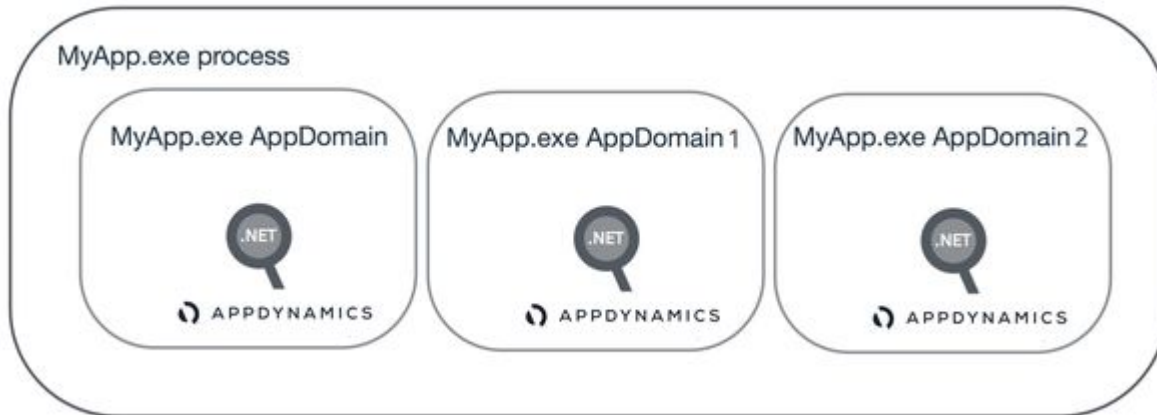 MyApp.exe process
MyApp.exe AppDomain
MyApp.exe AppDomain 1
MyApp.exe AppDomain 2
.NET
.NET
.NET
APPDYNAMICS
APPDYNAMICS
APPDYNAMICS